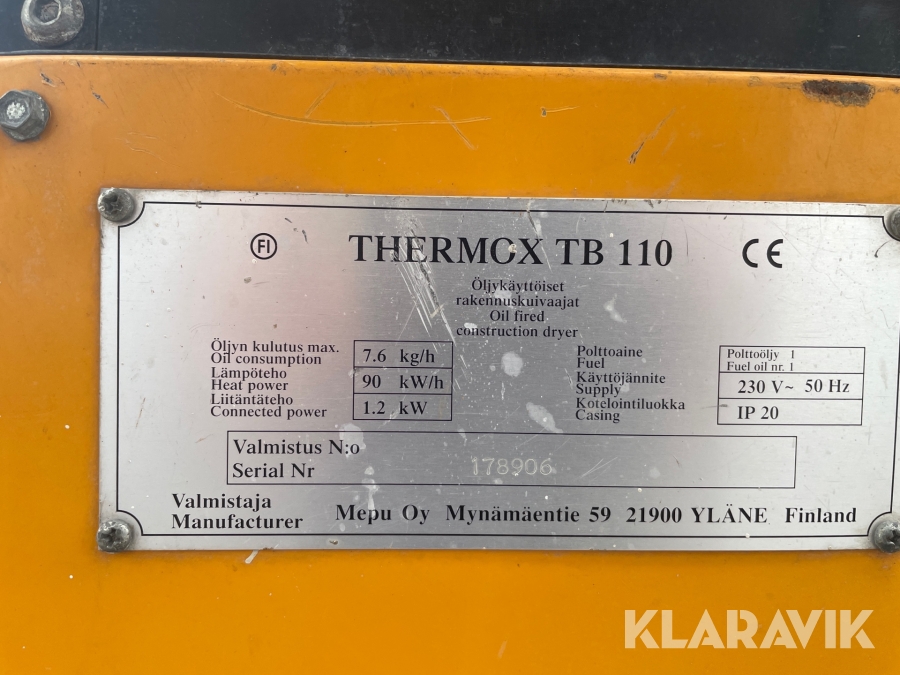 FI THERMOX TB 110 CE
Öljykäyttöiset
rakennuskuivaajat
Oil fired
construction dryer
Öljyn kulutus max.
Oil consumption
7.6 kg/h
Lämpöteho
Heat power
90 kW/h
Liitäntäteho
Connected power
1.2 kW
Polttoaine
Fuel
Polttoöljy 1
Fuel oil nr. 1
Käyttöjännite
Supply
230 V~ 50 Hz
Kotelointiluokka
Casing
IP 20
Valmistus N:o
Serial Nr
178906
Valmistaja
Manufacturer
Mepu Oy Mynämäentie 59 21900 YLÄNE Finland
KLARAVIK